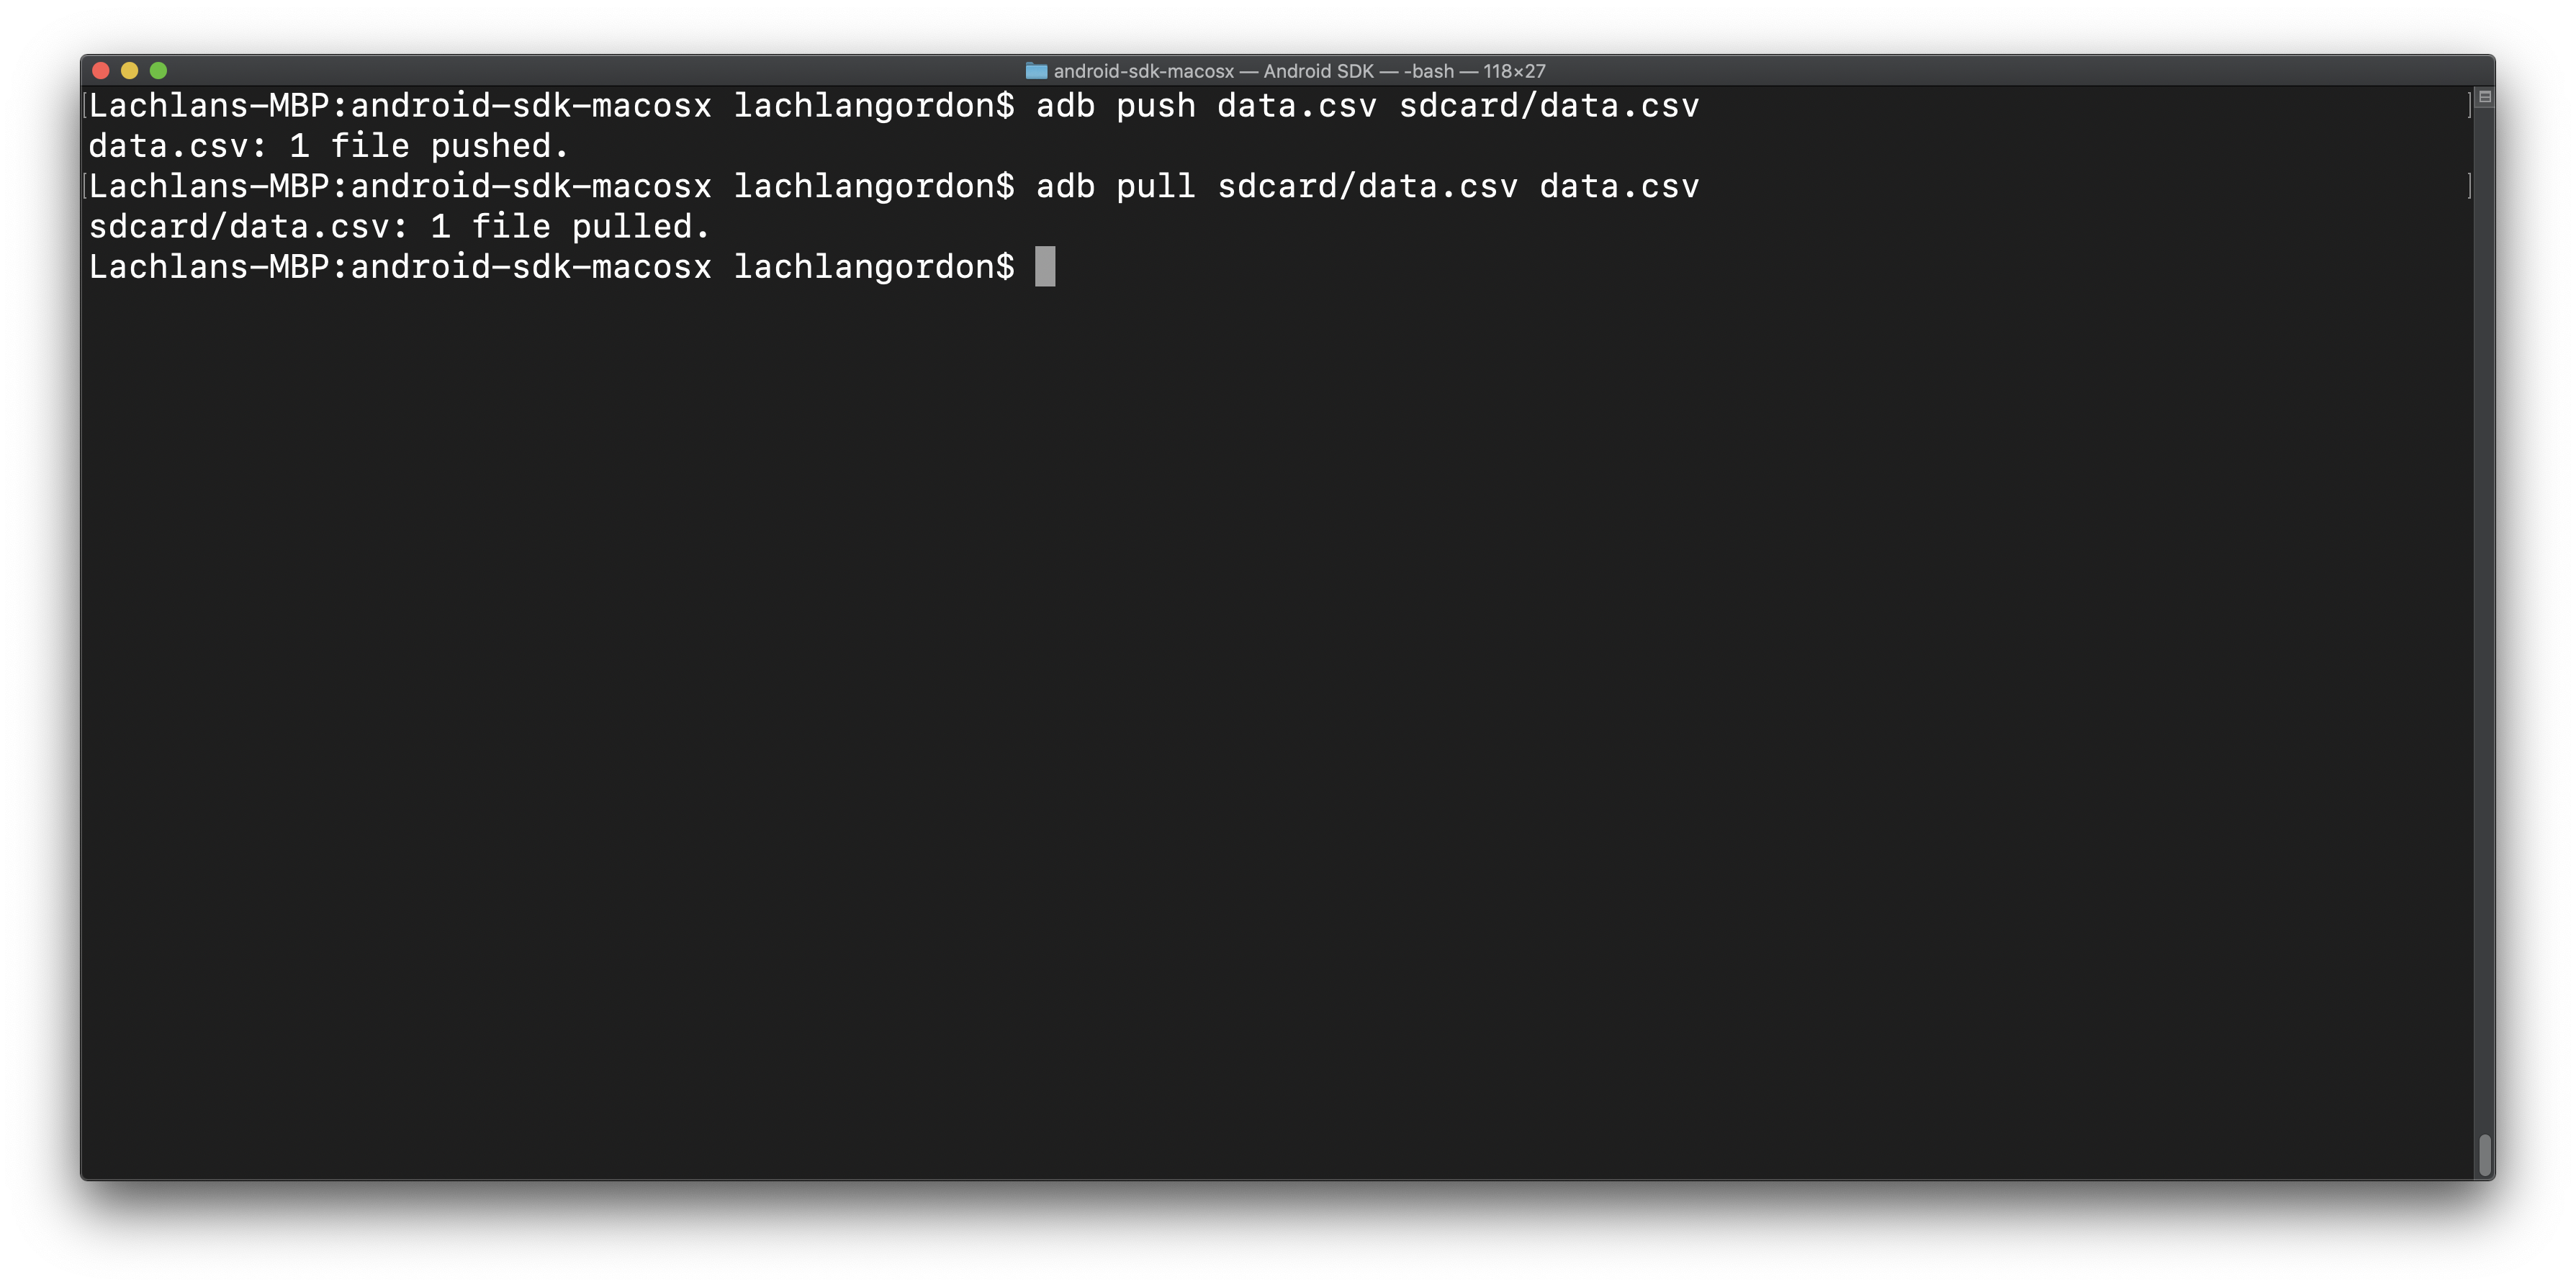 android-sdk-macosx — Android SDK — -bash — 118×27
[Lachlans-MBP:android-sdk-macosx lachlangordon$ adb push data.csv sdcard/data.csv ]
data.csv: 1 file pushed.
[Lachlans-MBP:android-sdk-macosx lachlangordon$ adb pull sdcard/data.csv data.csv ]
sdcard/data.csv: 1 file pulled.
Lachlans-MBP:android-sdk-macosx lachlangordon$